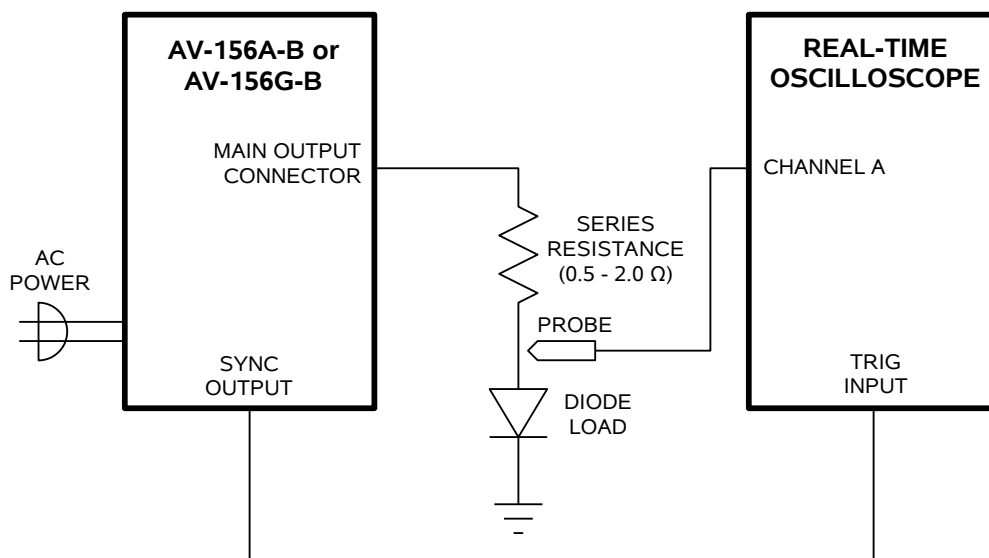 AV-156A-B or
AV-156G-B
MAIN OUTPUT
CONNECTOR
AC
POWER
SYNC
OUTPUT
SERIES
RESISTANCE
(0.5 - 2.0 Ω)
PROBE
DIODE
LOAD
REAL-TIME
OSCILLOSCOPE
CHANNEL A
TRIG
INPUT